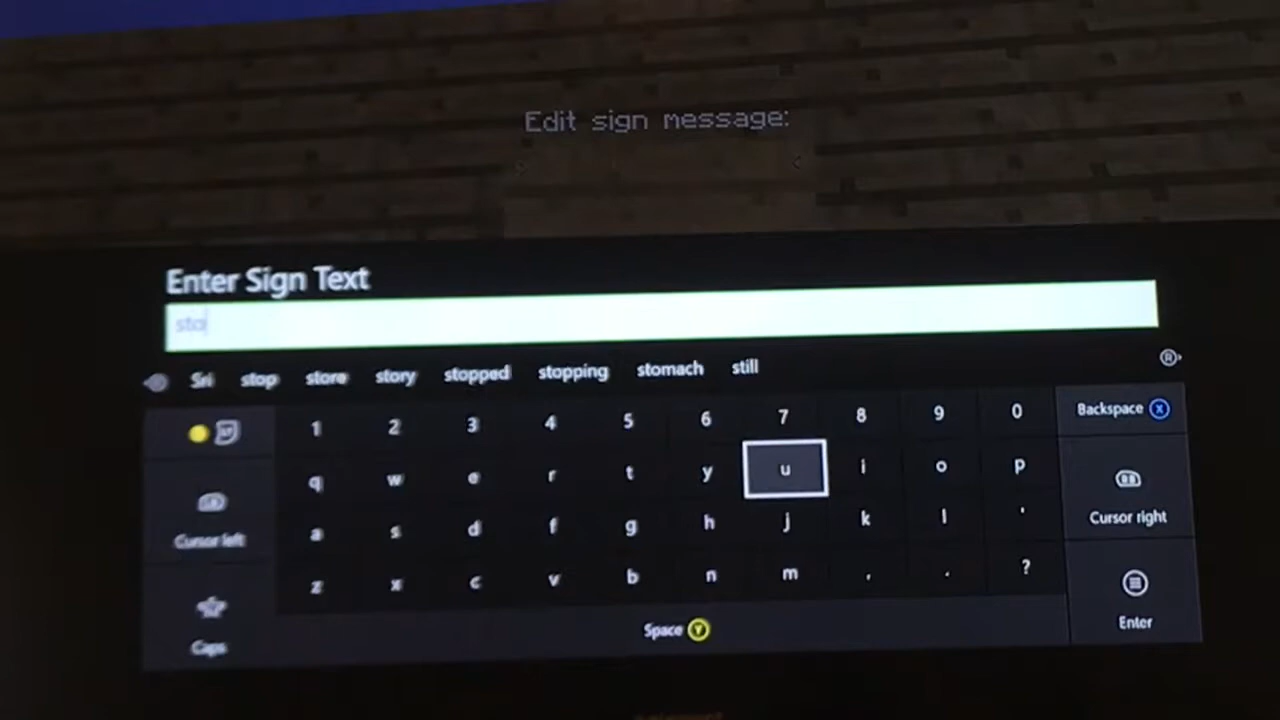 Edit sign message:
> <
Enter Sign Text
sto
Sri stop store story stopped stopping stomach still
1 2 3 4 5 6 7 8 9 0 Backspace X
q w e r t y u i o p
Cursor left a s d f g h j k l ' Cursor right
z x c v b n m , . ?
Caps Space Y Enter